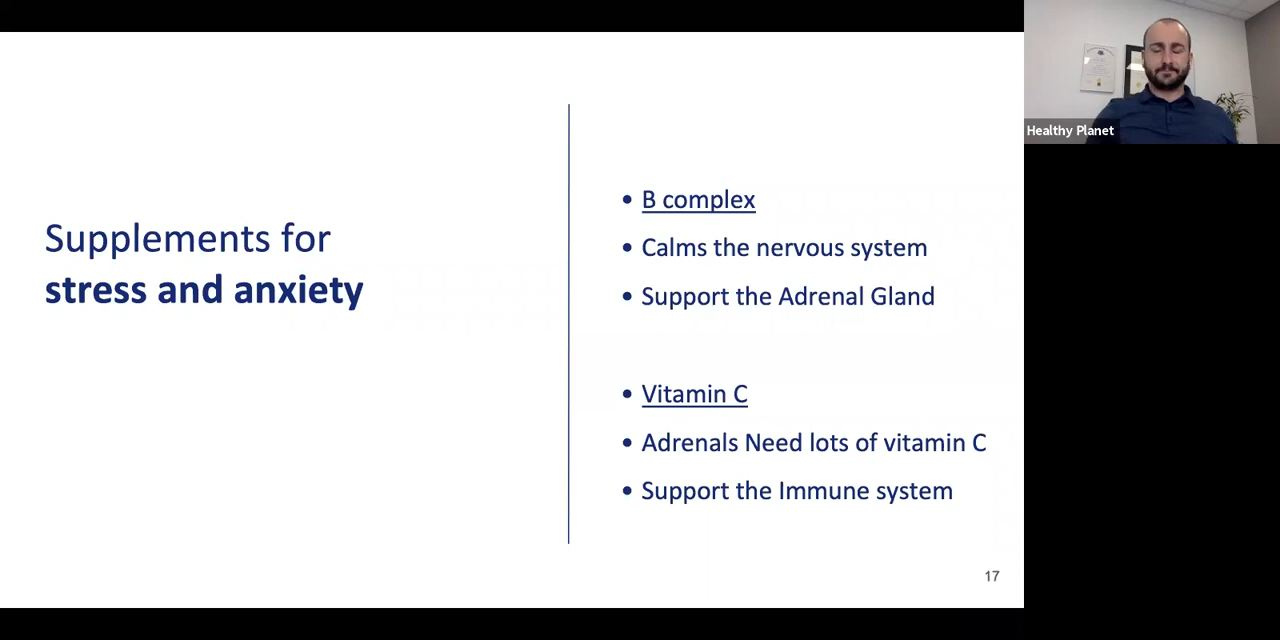 Supplements for
stress and anxiety
• B complex
• Calms the nervous system
• Support the Adrenal Gland
• Vitamin C
• Adrenals Need lots of vitamin C
• Support the Immune system
17
Healthy Planet